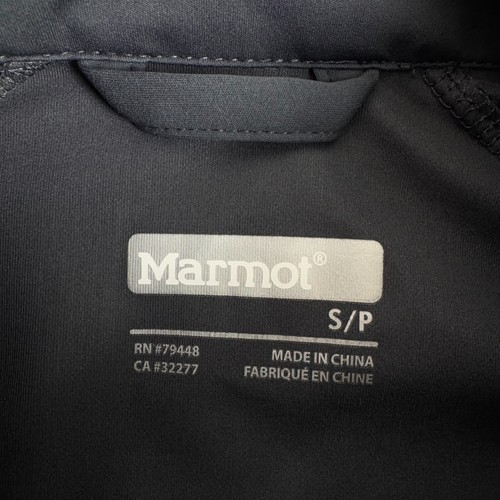 Marmot®
S/P
RN #79448
CA #32277
MADE IN CHINA
FABRIQUÉ EN CHINE